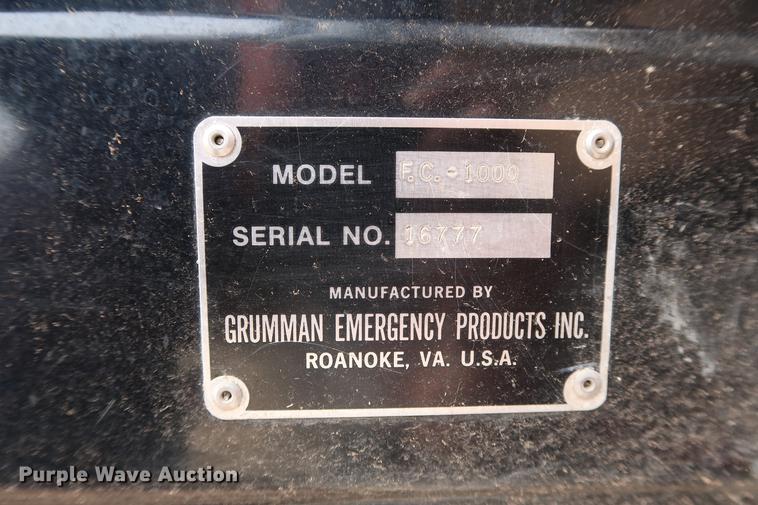 MODEL F.C.-1000
SERIAL NO. 16777
MANUFACTURED BY
GRUMMAN EMERGENCY PRODUCTS INC.
ROANOKE, VA. U.S.A.
Purple Wave Auction